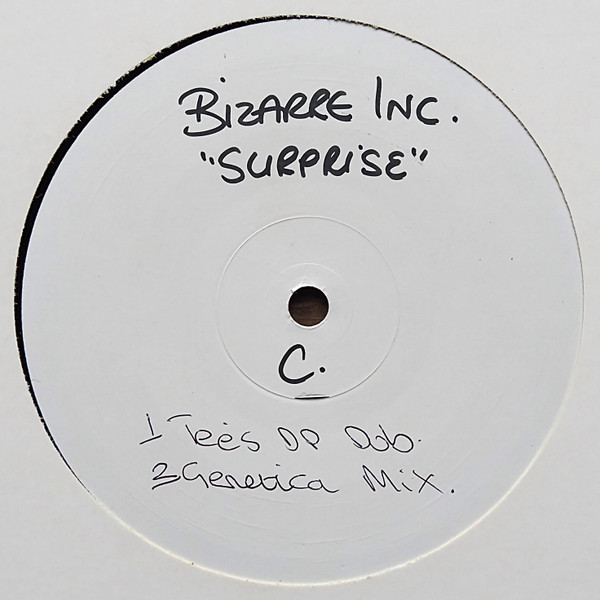 BIZARRE INC.
"SURPRISE"
C.
1 Tees DP Dub.
2 Genetica Mix.